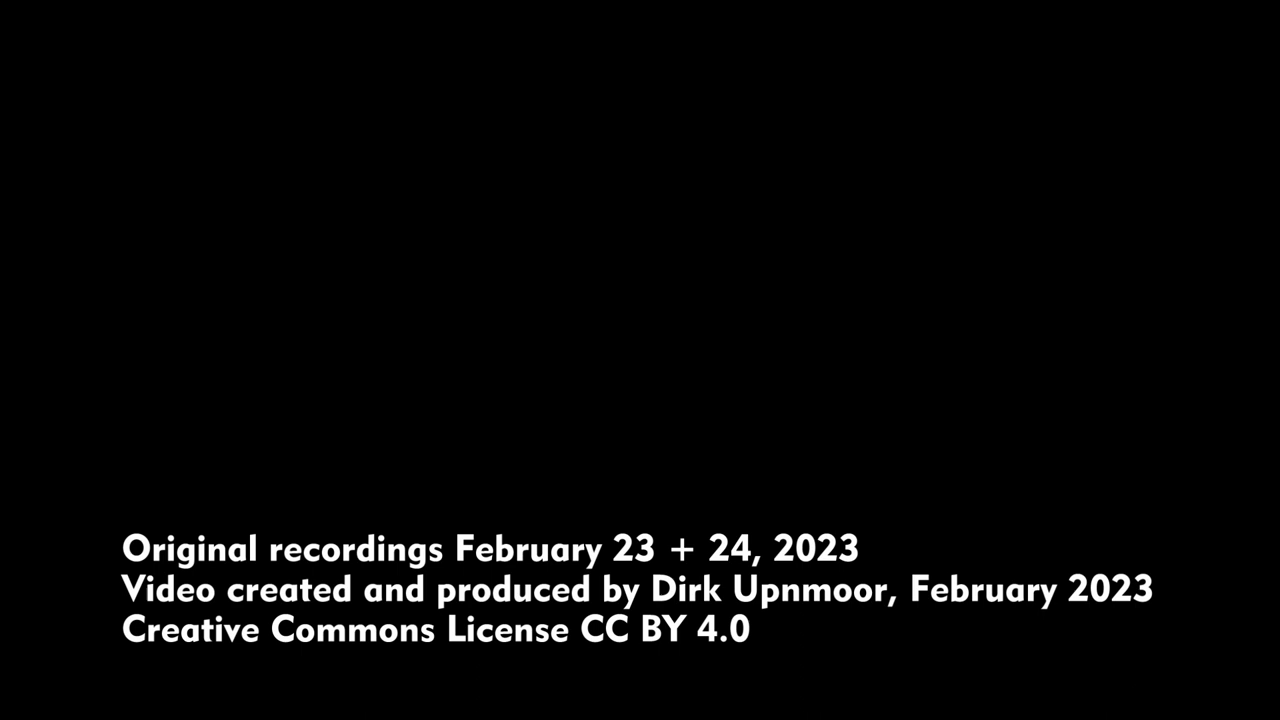 Original recordings February 23 + 24, 2023
Video created and produced by Dirk Upnmoor, February 2023
Creative Commons License CC BY 4.0